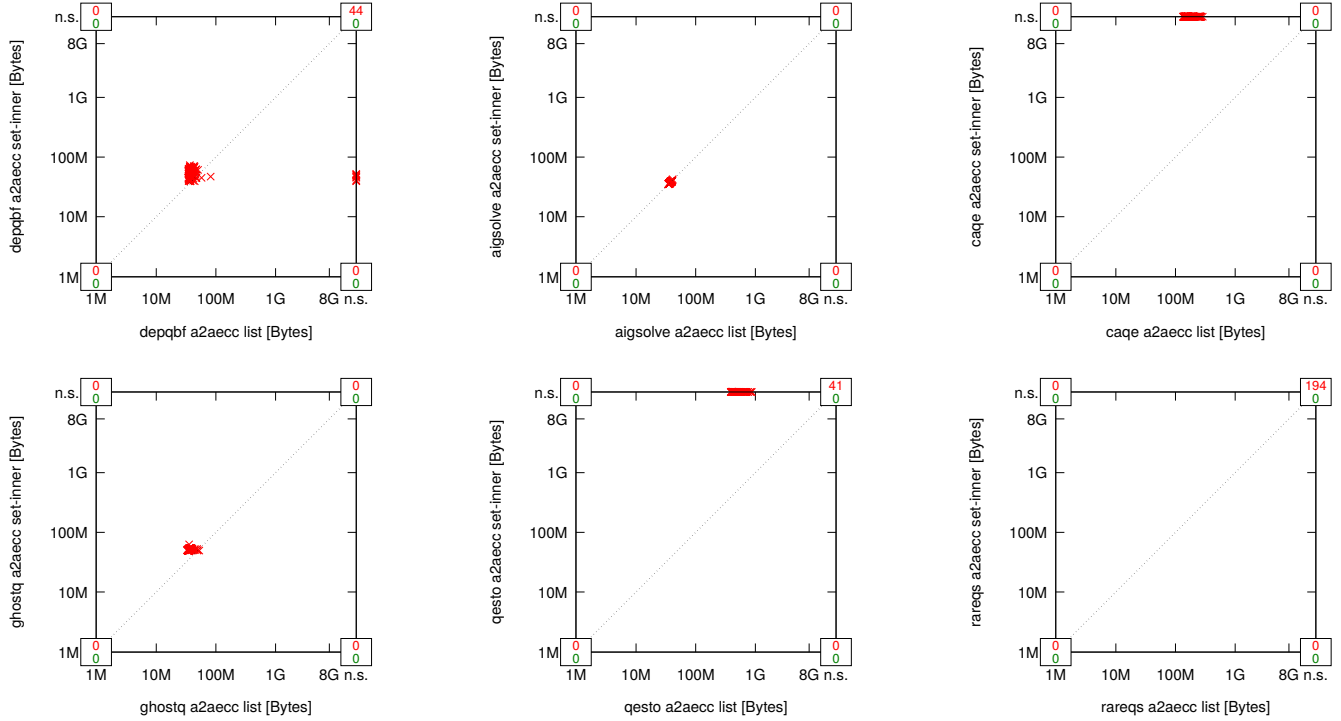 n.s.
8G
1G
100M
10M
1M
depqbf a2aecc set-inner [Bytes]
0
0
44
0
0
0
0
0
1M 10M 100M 1G 8G n.s.
depqbf a2aecc list [Bytes]
n.s.
8G
1G
100M
10M
1M
aigsolve a2aecc set-inner [Bytes]
0
0
0
0
0
0
0
0
1M 10M 100M 1G 8G n.s.
aigsolve a2aecc list [Bytes]
n.s.
8G
1G
100M
10M
1M
caqe a2aecc set-inner [Bytes]
0
0
0
0
0
0
0
0
1M 10M 100M 1G 8G n.s.
caqe a2aecc list [Bytes]
n.s.
8G
1G
100M
10M
1M
ghostq a2aecc set-inner [Bytes]
0
0
0
0
0
0
0
0
1M 10M 100M 1G 8G n.s.
ghostq a2aecc list [Bytes]
n.s.
8G
1G
100M
10M
1M
qesto a2aecc set-inner [Bytes]
0
0
41
0
0
0
0
0
1M 10M 100M 1G 8G n.s.
qesto a2aecc list [Bytes]
n.s.
8G
1G
100M
10M
1M
rareqs a2aecc set-inner [Bytes]
0
0
194
0
0
0
0
0
1M 10M 100M 1G 8G n.s.
rareqs a2aecc list [Bytes]